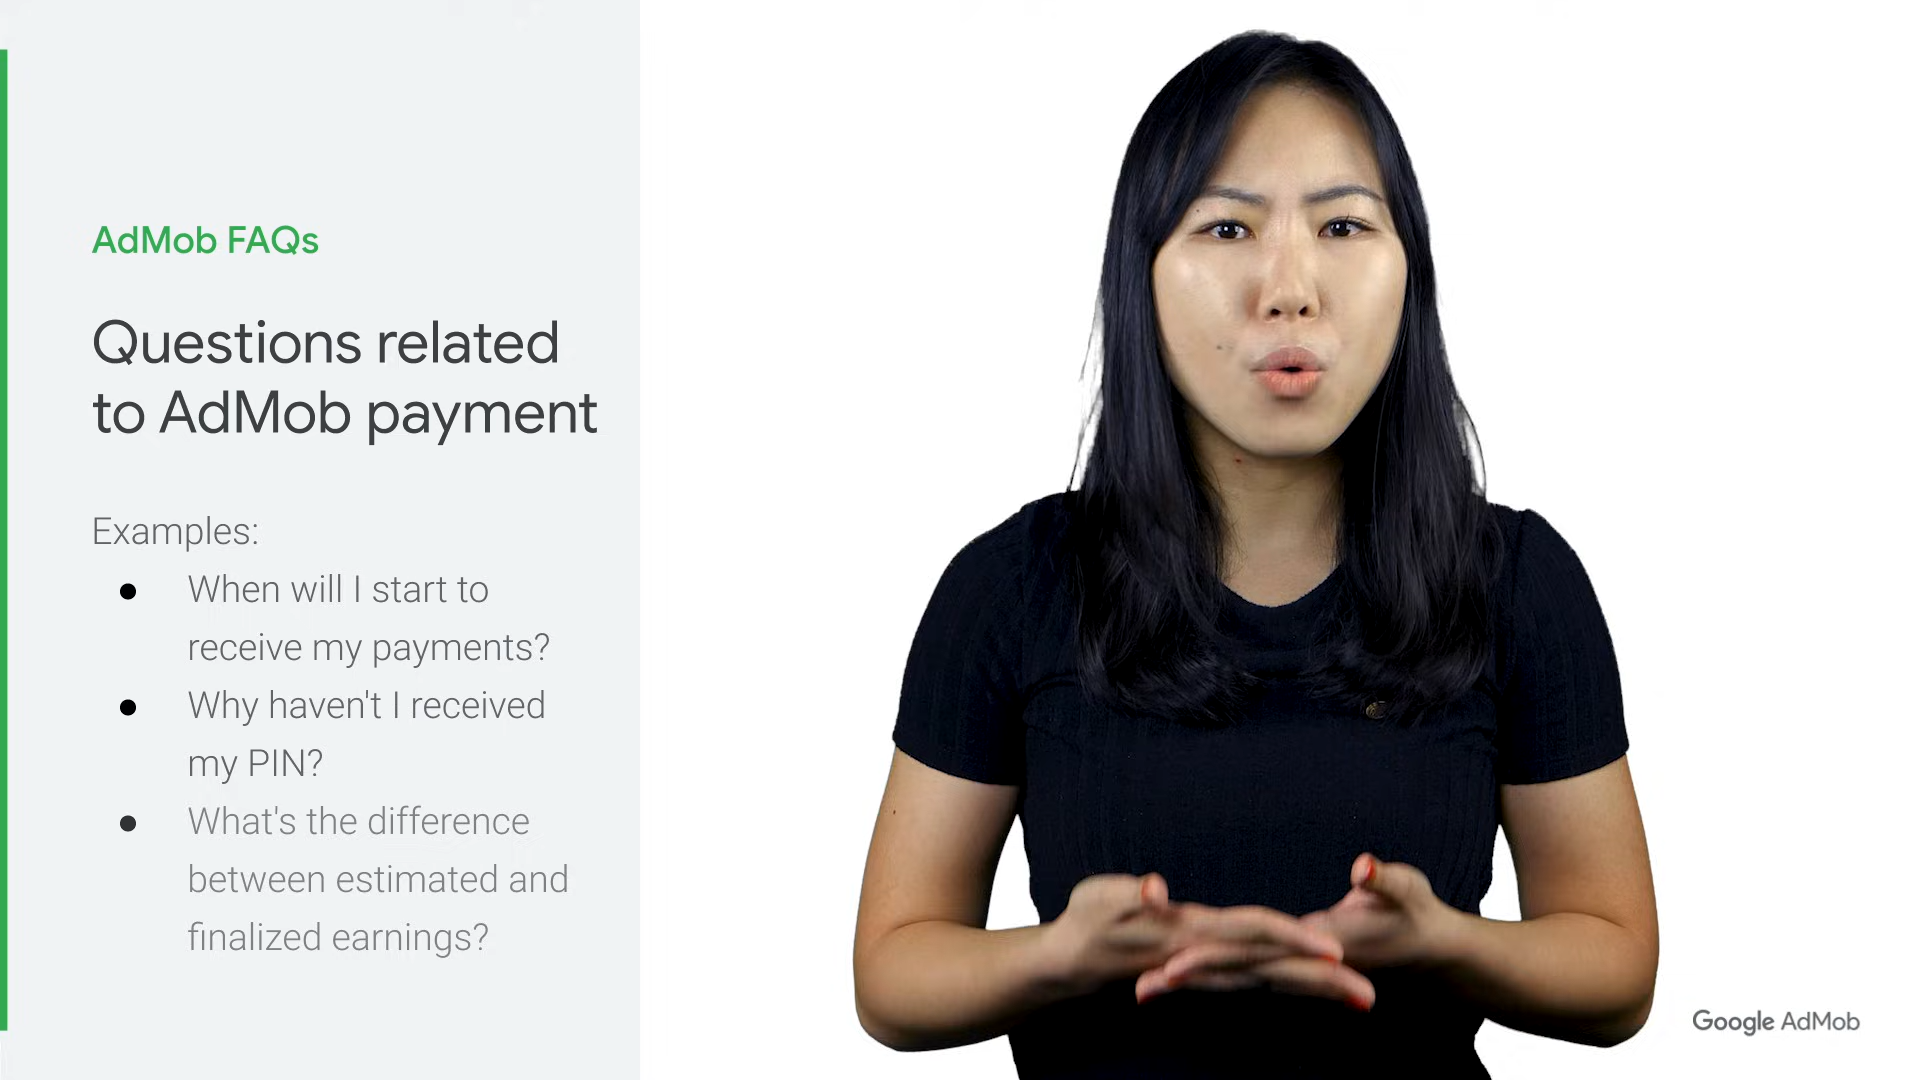 AdMob FAQs
Questions related
to AdMob payment
Examples:
● When will I start to
receive my payments?
● Why haven't I received
my PIN?
● What's the difference
between estimated and
finalized earnings?
Google AdMob